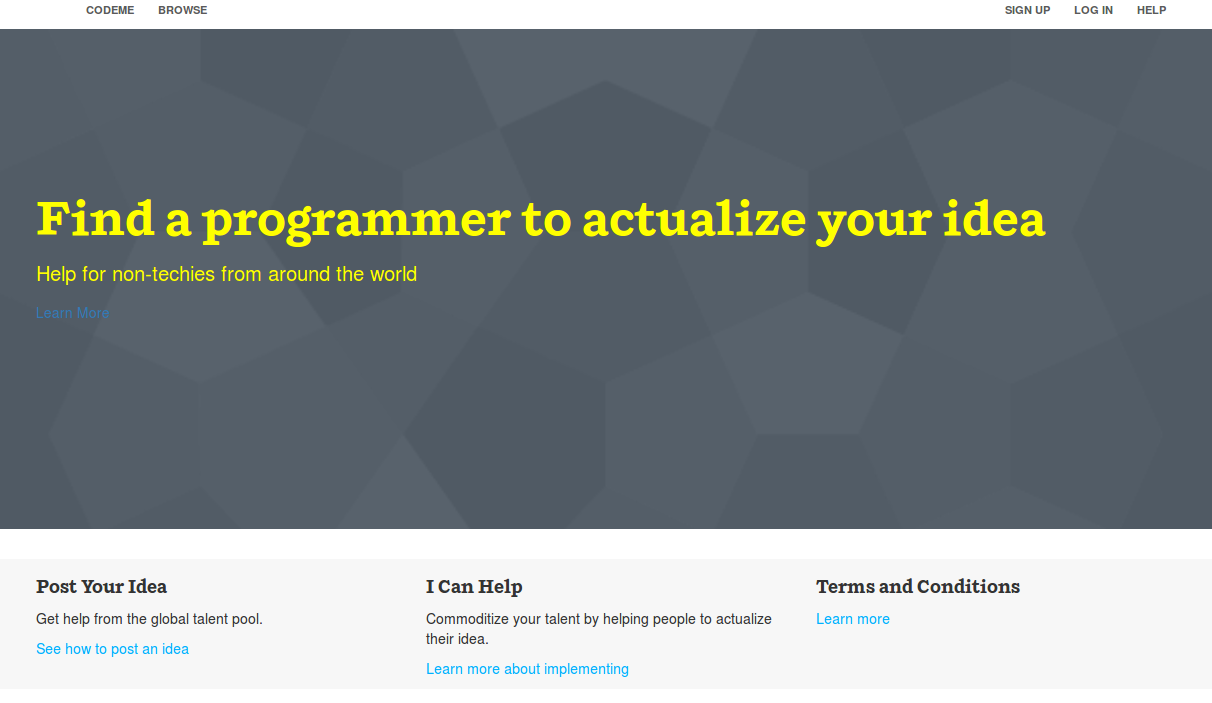 CODEME BROWSE SIGN UP LOG IN HELP
Find a programmer to actualize your idea
Help for non-techies from around the world
Learn More
Post Your Idea
Get help from the global talent pool.
See how to post an idea
I Can Help
Commoditize your talent by helping people to actualize
their idea.
Learn more about implementing
Terms and Conditions
Learn more